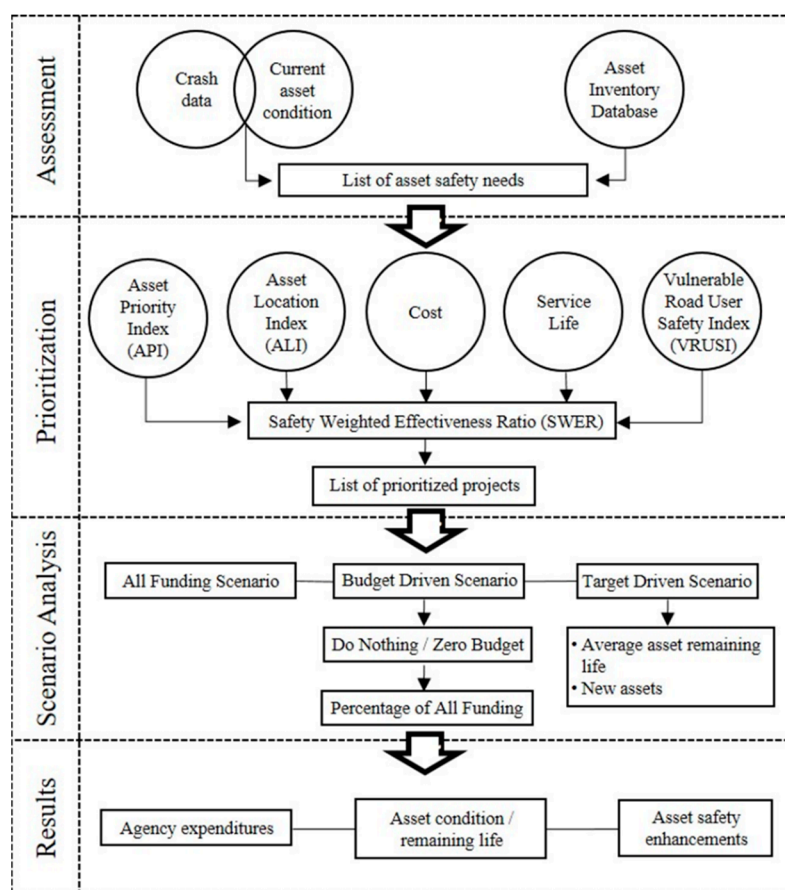 Assessment
Crash
data
Current
asset
condition
Asset
Inventory
Database
List of asset safety needs
Prioritization
Asset
Priority
Index
(API)
Asset
Location
Index
(ALI)
Cost
Service
Life
Vulnerable
Road User
Safety Index
(VRUSI)
Safety Weighted Effectiveness Ratio (SWER)
List of prioritized projects
Scenario Analysis
All Funding Scenario
Budget Driven Scenario
Target Driven Scenario
Do Nothing / Zero Budget
• Average asset remaining
life
• New assets
Percentage of All Funding
Results
Agency expenditures
Asset condition /
remaining life
Asset safety
enhancements